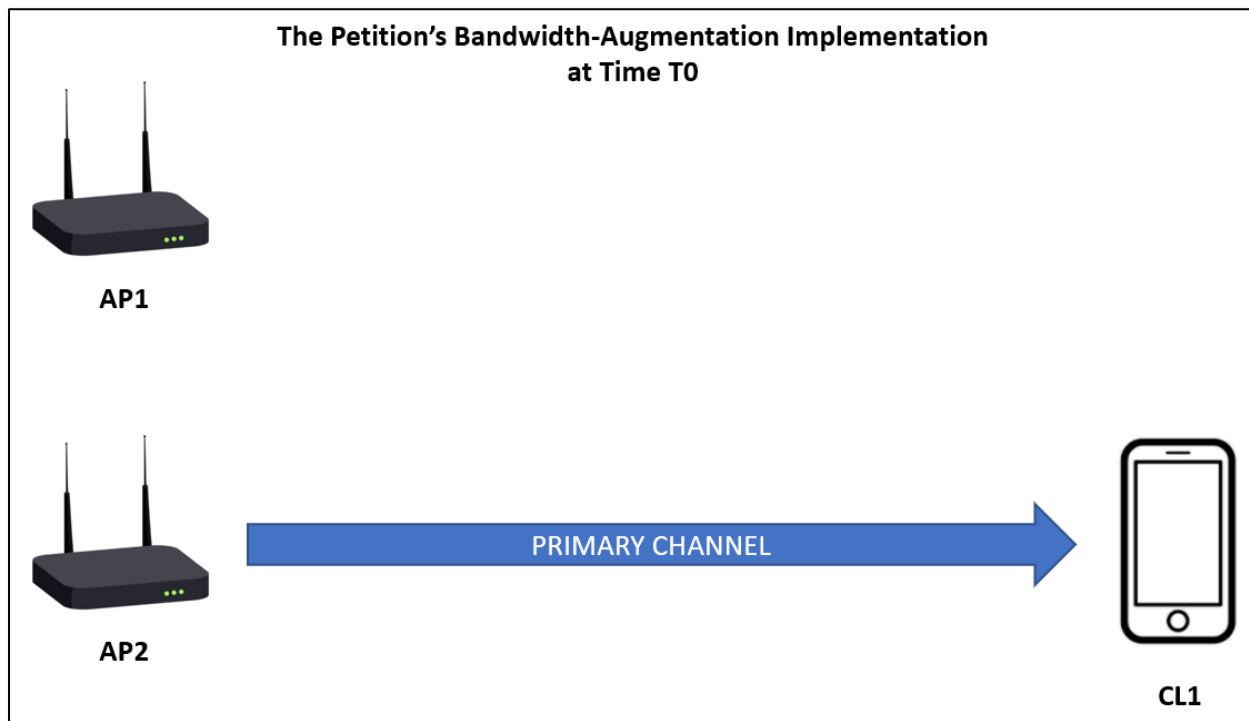 The Petition’s Bandwidth-Augmentation Implementation
at Time T0
AP1
PRIMARY CHANNEL
AP2
CL1